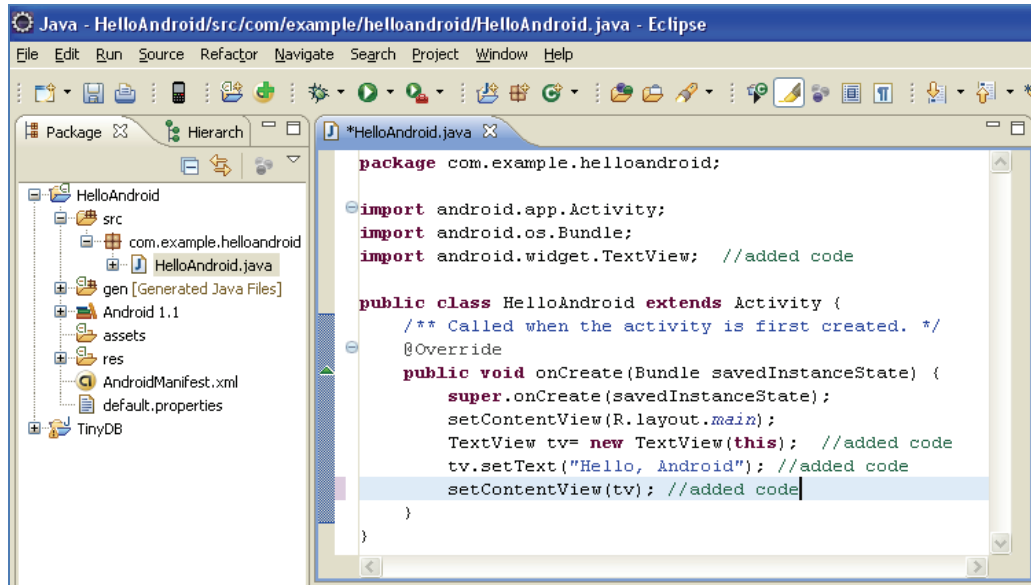 Java - HelloAndroid/src/com/example/helloandroid/HelloAndroid.java - Eclipse
File Edit Run Source Refactor Navigate Search Project Window Help
Package Hierarch
*HelloAndroid.java
HelloAndroid
src
com.example.helloandroid
HelloAndroid.java
gen [Generated Java Files]
Android 1.1
assets
res
AndroidManifest.xml
default.properties
TinyDB
package com.example.helloandroid;
import android.app.Activity;
import android.os.Bundle;
import android.widget.TextView;  //added code
public class HelloAndroid extends Activity {
    /** Called when the activity is first created. */
    @Override
    public void onCreate(Bundle savedInstanceState) {
        super.onCreate(savedInstanceState);
        setContentView(R.layout.main);
        TextView tv= new TextView(this);  //added code
        tv.setText("Hello, Android"); //added code
        setContentView(tv); //added code
    }
}